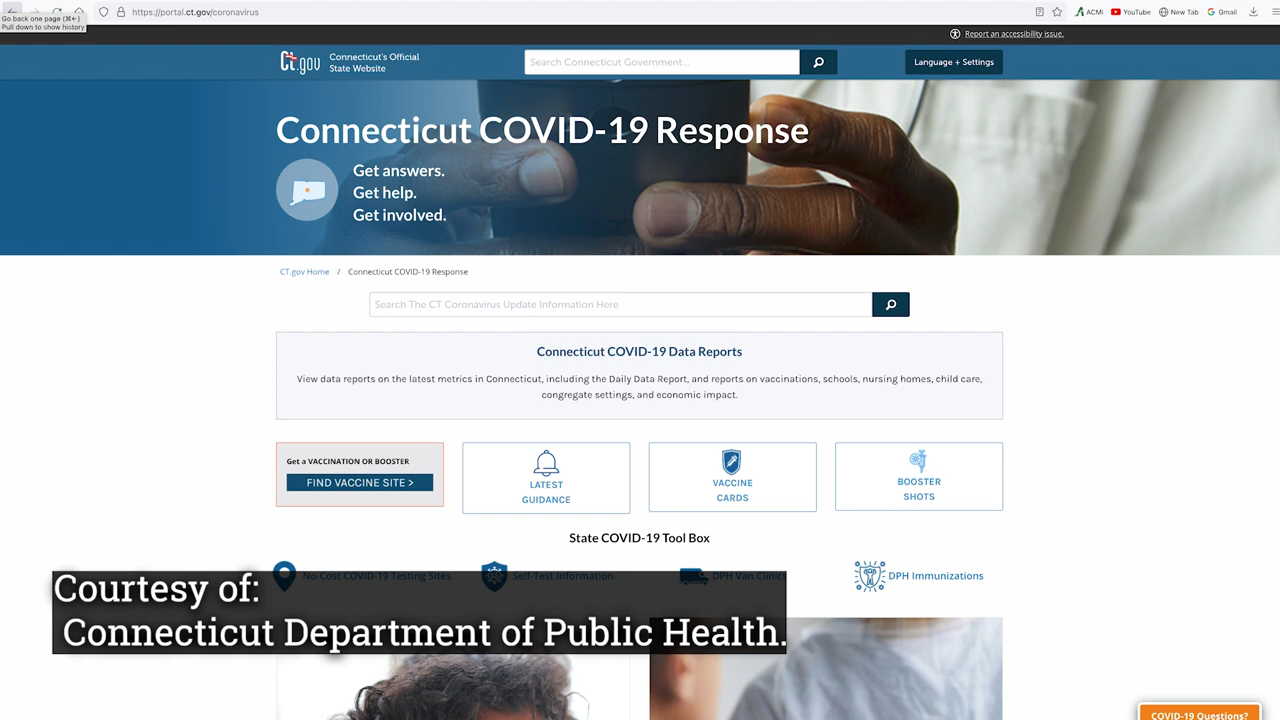 Go back one page (⌘←)
Pull down to show history
https://portal.ct.gov/coronavirus
ACMi
YouTube
New Tab
Gmail
Report an accessibility issue.
Ct.gov
Connecticut's Official
State Website
Search Connecticut Government...
Language + Settings
Connecticut COVID-19 Response
Get answers.
Get help.
Get involved.
CT.gov Home / Connecticut COVID-19 Response
Search The CT Coronavirus Update Information Here
Connecticut COVID-19 Data Reports
View data reports on the latest metrics in Connecticut, including the Daily Data Report, and reports on vaccinations, schools, nursing homes, child care,
congregate settings, and economic impact.
Get a VACCINATION OR BOOSTER
FIND VACCINE SITE >
LATEST
GUIDANCE
VACCINE
CARDS
BOOSTER
SHOTS
State COVID-19 Tool Box
No-Cost COVID-19 Testing Sites
Self-Test Information
DPH Van Clinics
DPH Immunizations
Courtesy of:
Connecticut Department of Public Health.
COVID-19 Questions?